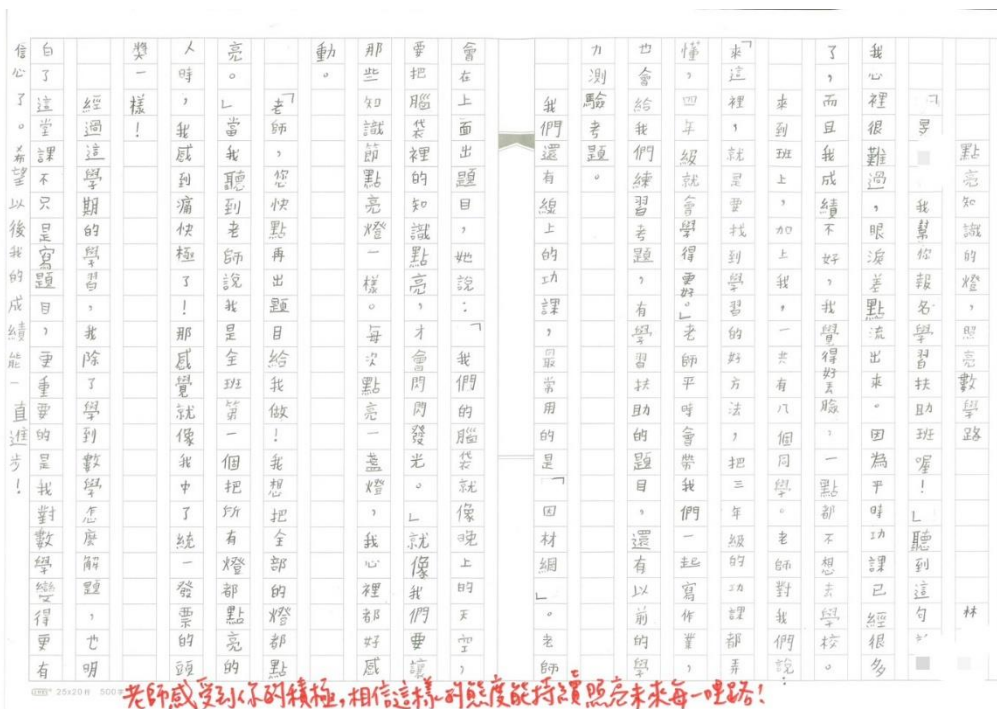 點亮知識的燈，照亮數學路
林
「昱 我幫你報名學習扶助班喔！」聽到這句
我心裡很難過，眼淚差點流出來。因為平時功課已經很多
了，而且我成績不好，我覺得好丟臉，一點都不想去學校。
來到班上，加上我，一共有八個同學。老師對我們說：
「來這裡，就是要找到學習的好方法，把三年級的功課都弄
懂，四年級就會學得更好。」老師平時會帶我們一起寫作業，
也會給我們練習考題，有學習扶助的題目，還有以前的學
力測驗考題。
我們還有線上的功課，最常用的是「因材網」。老師
會在上面出題目，她說：「我們的腦袋就像晚上的天空，
要把腦袋裡的知識點亮，才會閃閃發光。」就像我們要讓
那些知識節點亮燈一樣。每次點亮一盞燈，我心裡都好感
動。
「老師，您快點再出題目給我做！我想把全部的燈都點
亮。」當我聽到老師說我是全班第一個把所有燈都點亮的
人時，我感到痛快極了！那感覺就像我中了統一發票的頭
獎一樣！
經過這學期的學習，我除了學到數學怎麼解題，也明
白了這堂課不只是寫題目，更重要的是我對數學變得更有
信心了。希望以後我的成績能一直進步！
25x20 500字
老師感受到你的積極，相信這樣的態度能持續照亮未來每一哩路！